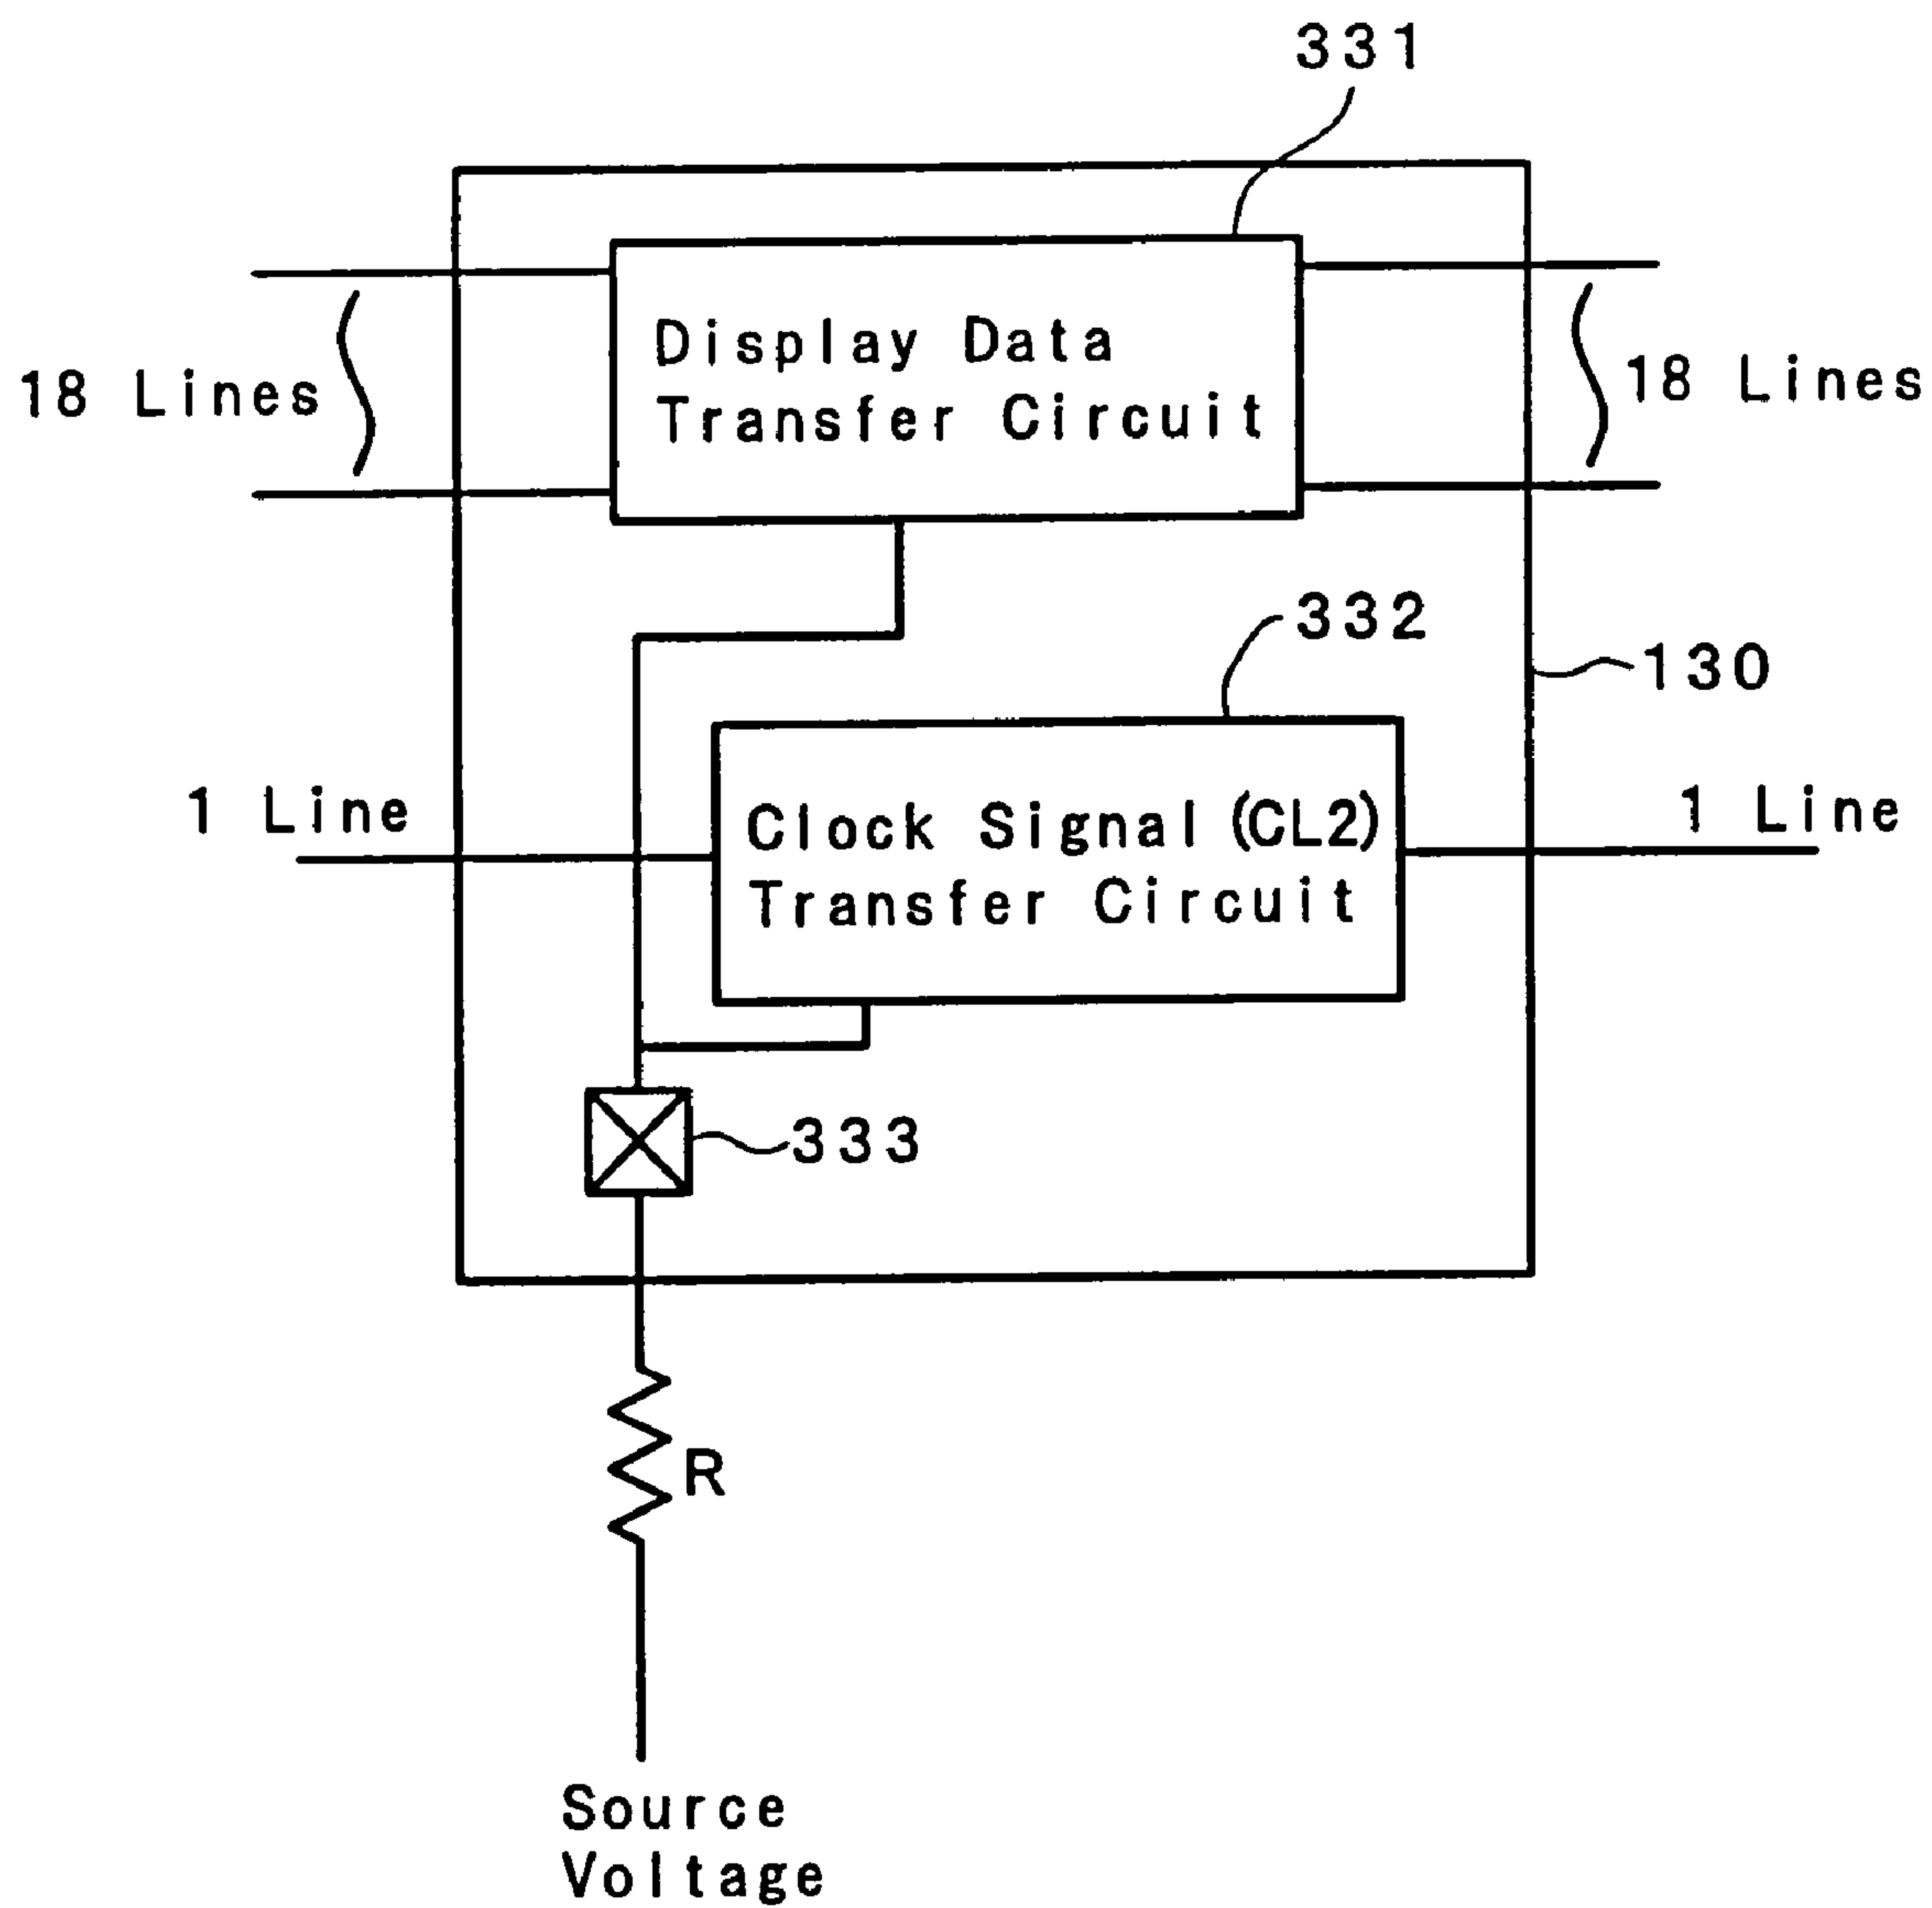 331
Display Data
Transfer Circuit
18 Lines
18 Lines
332
130
1 Line
1 Line
Clock Signal (CL2)
Transfer Circuit
333
R
Source
Voltage